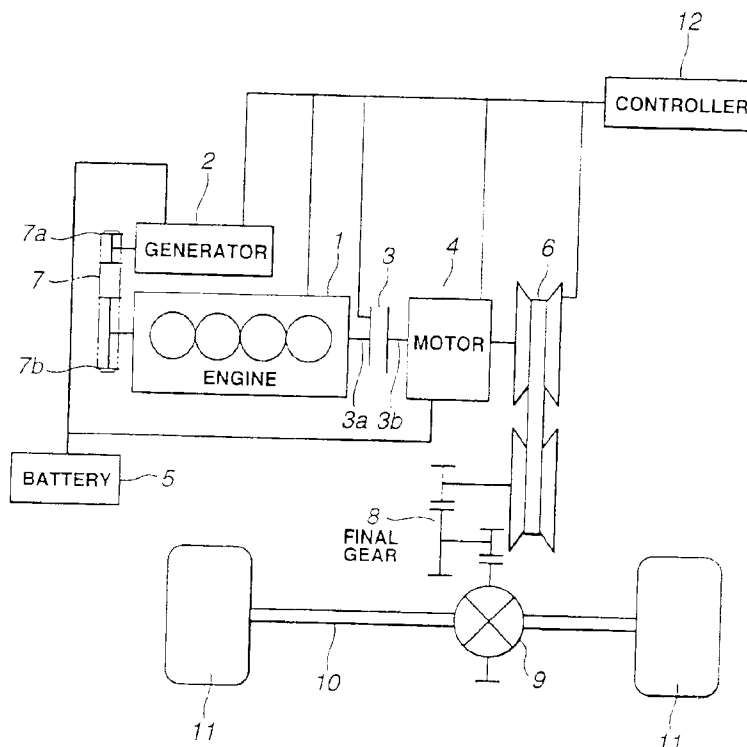 12
CONTROLLER
2
7a
GENERATOR
1
3
4
6
7
MOTOR
ENGINE
7b
3a
3b
BATTERY
5
8
FINAL
GEAR
10
9
11
11